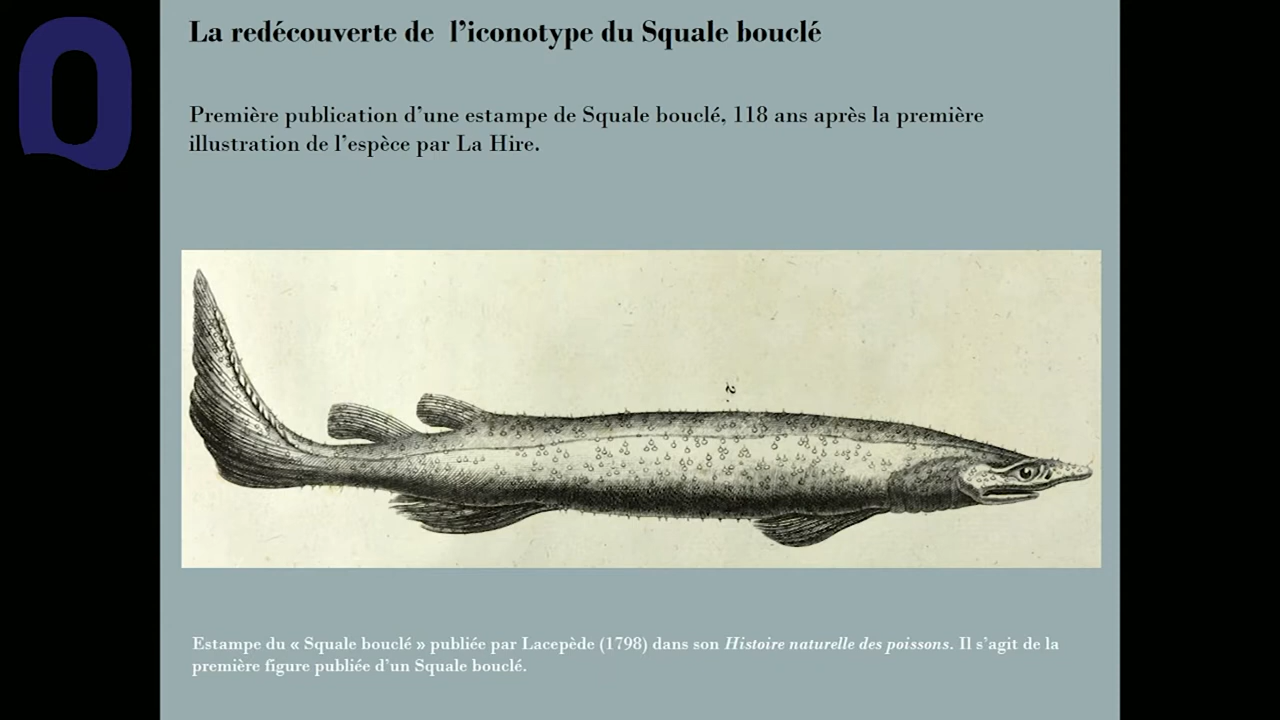 Q
La redécouverte de l’iconotype du Squale bouclé
Première publication d’une estampe de Squale bouclé, 118 ans après la première
illustration de l’espèce par La Hire.
2.
Estampe du « Squale bouclé » publiée par Lacepède (1798) dans son Histoire naturelle des poissons. Il s’agit de la
première figure publiée d’un Squale bouclé.